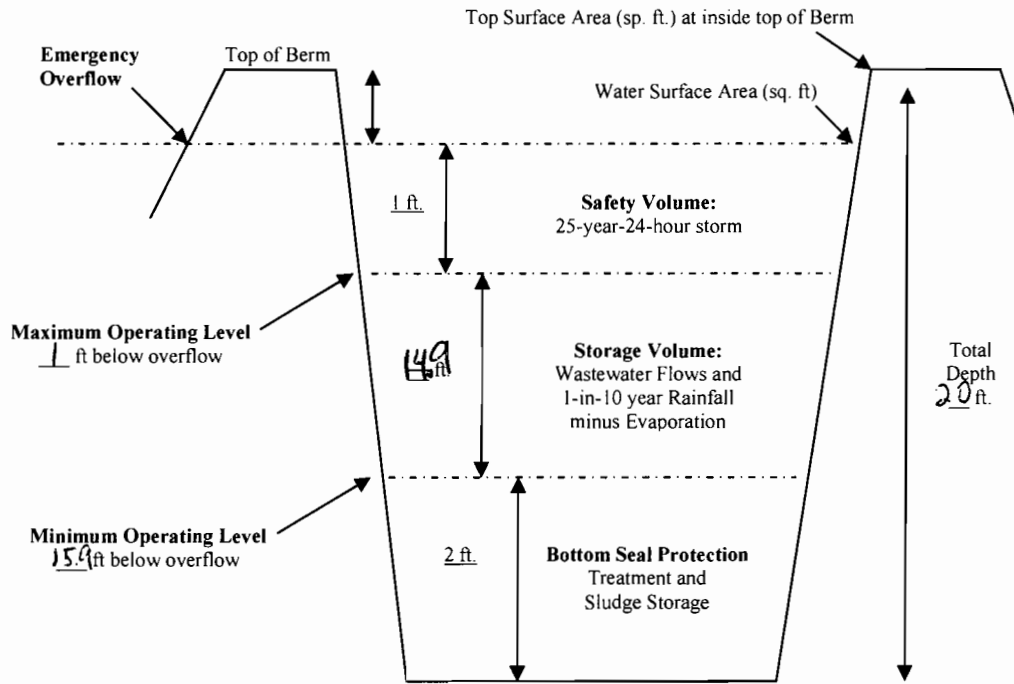 Top Surface Area (sp. ft.) at inside top of Berm
Emergency
Overflow
Top of Berm
Water Surface Area (sq. ft)
1 ft.
Safety Volume:
25-year-24-hour storm
Maximum Operating Level
1 ft below overflow
14.9 ft.
Storage Volume:
Wastewater Flows and
1-in-10 year Rainfall
minus Evaporation
Total
Depth
20 ft.
Minimum Operating Level
15.9 ft below overflow
2 ft.
Bottom Seal Protection
Treatment and
Sludge Storage